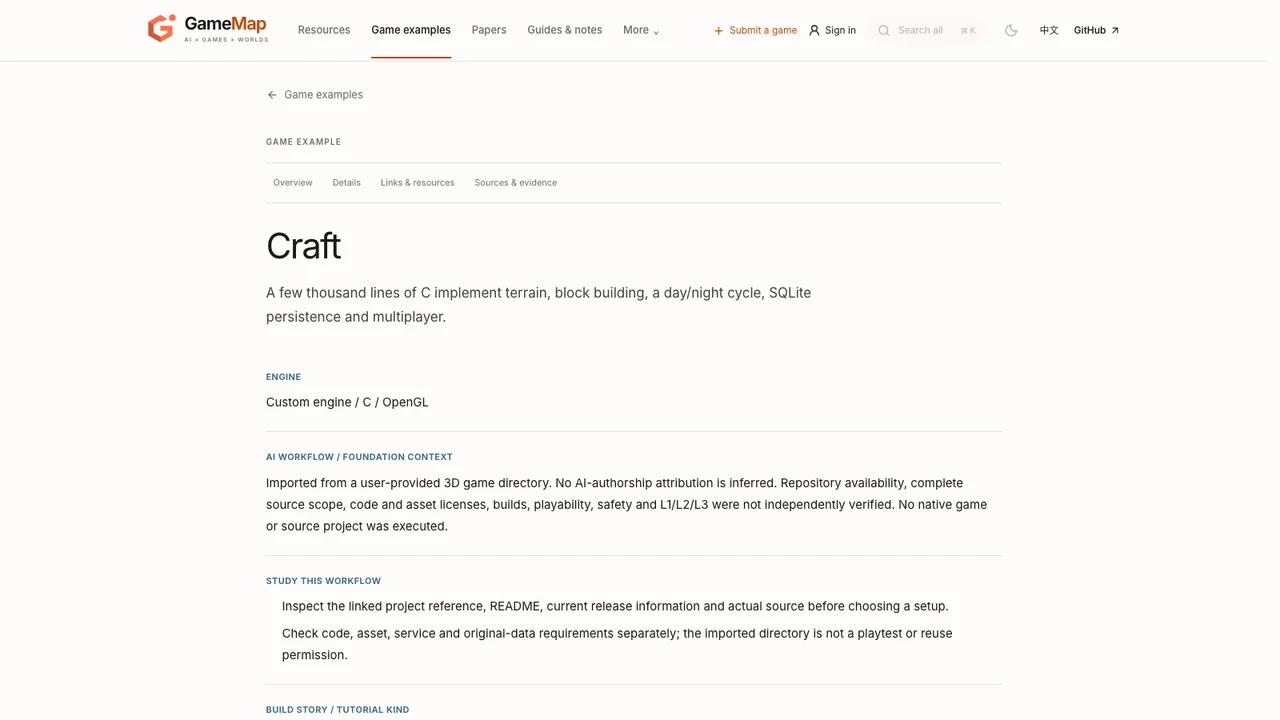 GameMap
AI × GAMES × WORLDS
Resources
Game examples
Papers
Guides & notes
More
+ Submit a game
Sign in
Search all
⌘ K
中文
GitHub ↗
← Game examples
GAME EXAMPLE
Overview
Details
Links & resources
Sources & evidence
Craft
A few thousand lines of C implement terrain, block building, a day/night cycle, SQLite
persistence and multiplayer.
ENGINE
Custom engine / C / OpenGL
AI WORKFLOW / FOUNDATION CONTEXT
Imported from a user-provided 3D game directory. No AI-authorship attribution is inferred. Repository availability, complete
source scope, code and asset licenses, builds, playability, safety and L1/L2/L3 were not independently verified. No native game
or source project was executed.
STUDY THIS WORKFLOW
Inspect the linked project reference, README, current release information and actual source before choosing a setup.
Check code, asset, service and original-data requirements separately; the imported directory is not a playtest or reuse
permission.
BUILD STORY / TUTORIAL KIND